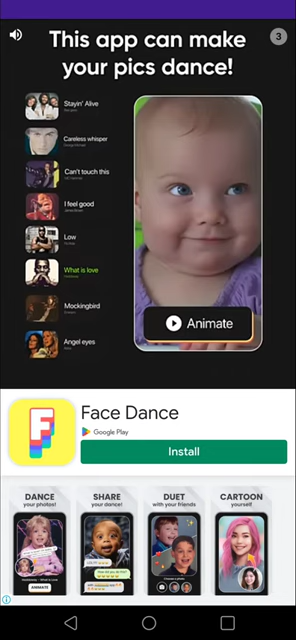 This app can make
your pics dance!
3
Stayin' Alive
Careless whisper
George Michael
Can't touch this
I feel good
Low
What is love
Mockingbird
Angel eyes
Animate
Face Dance
Google Play
Install
DANCE
your photos!
SHARE
your dance!
DUET
with your friends
CARTOON
yourself
ANIMATE